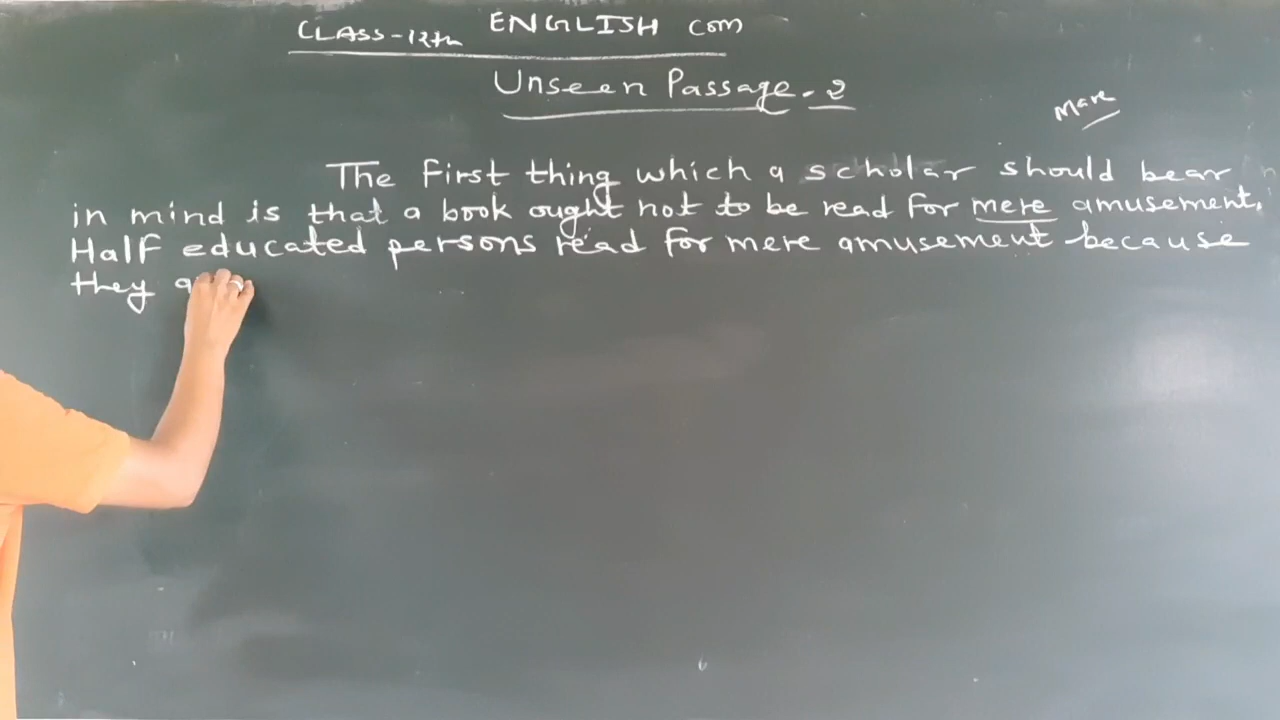 CLASS-12th ENGLISH COM
Unseen Passage-2
Mare
The First thing which a scholar should bear
in mind is that a book ought not to be read for mere amusement.
Half educated persons read for mere amusement because
they